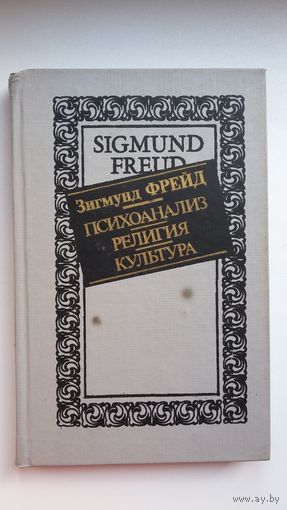 SIGMUND
FREUD
Зигмунд ФРЕЙД
ПСИХОАНАЛИЗ
РЕЛИГИЯ
КУЛЬТУРА
www.ay.by